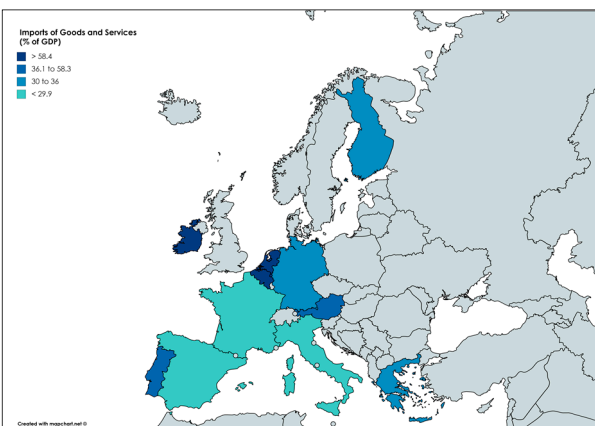 Imports of Goods and Services
(% of GDP)
> 58.4
36.1 to 58.3
30 to 36
< 29.9
Created with mapchart.net ©